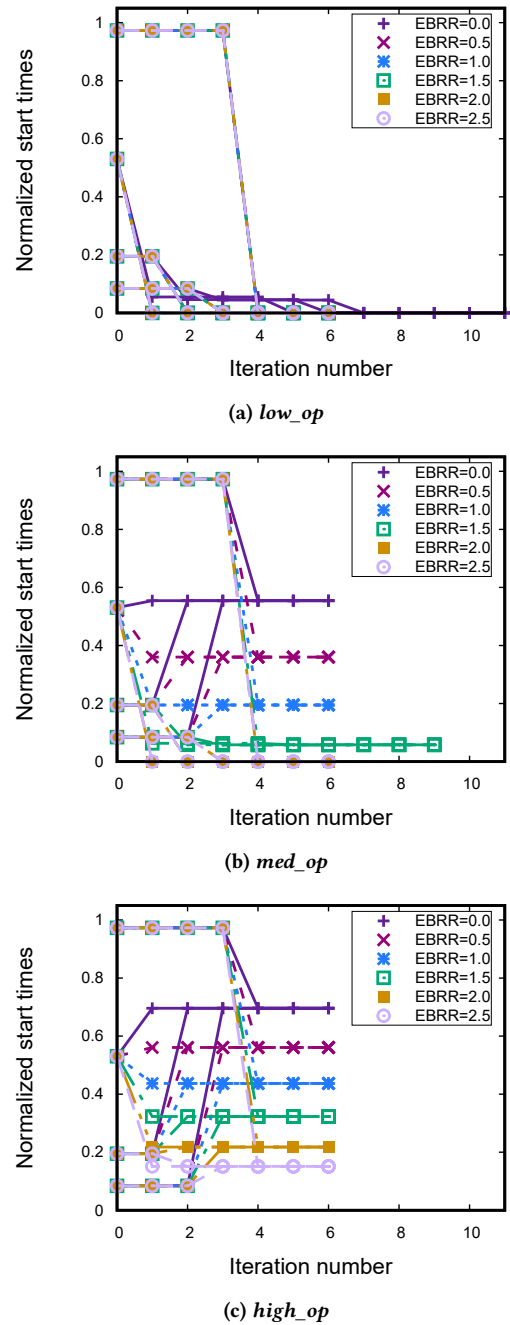 Normalized start times
1
0.8
0.6
0.4
0.2
0
0 2 4 6 8 10
Iteration number
EBRR=0.0
EBRR=0.5
EBRR=1.0
EBRR=1.5
EBRR=2.0
EBRR=2.5
(a) low_op
Normalized start times
1
0.8
0.6
0.4
0.2
0
0 2 4 6 8 10
Iteration number
EBRR=0.0
EBRR=0.5
EBRR=1.0
EBRR=1.5
EBRR=2.0
EBRR=2.5
(b) med_op
Normalized start times
1
0.8
0.6
0.4
0.2
0
0 2 4 6 8 10
Iteration number
EBRR=0.0
EBRR=0.5
EBRR=1.0
EBRR=1.5
EBRR=2.0
EBRR=2.5
(c) high_op